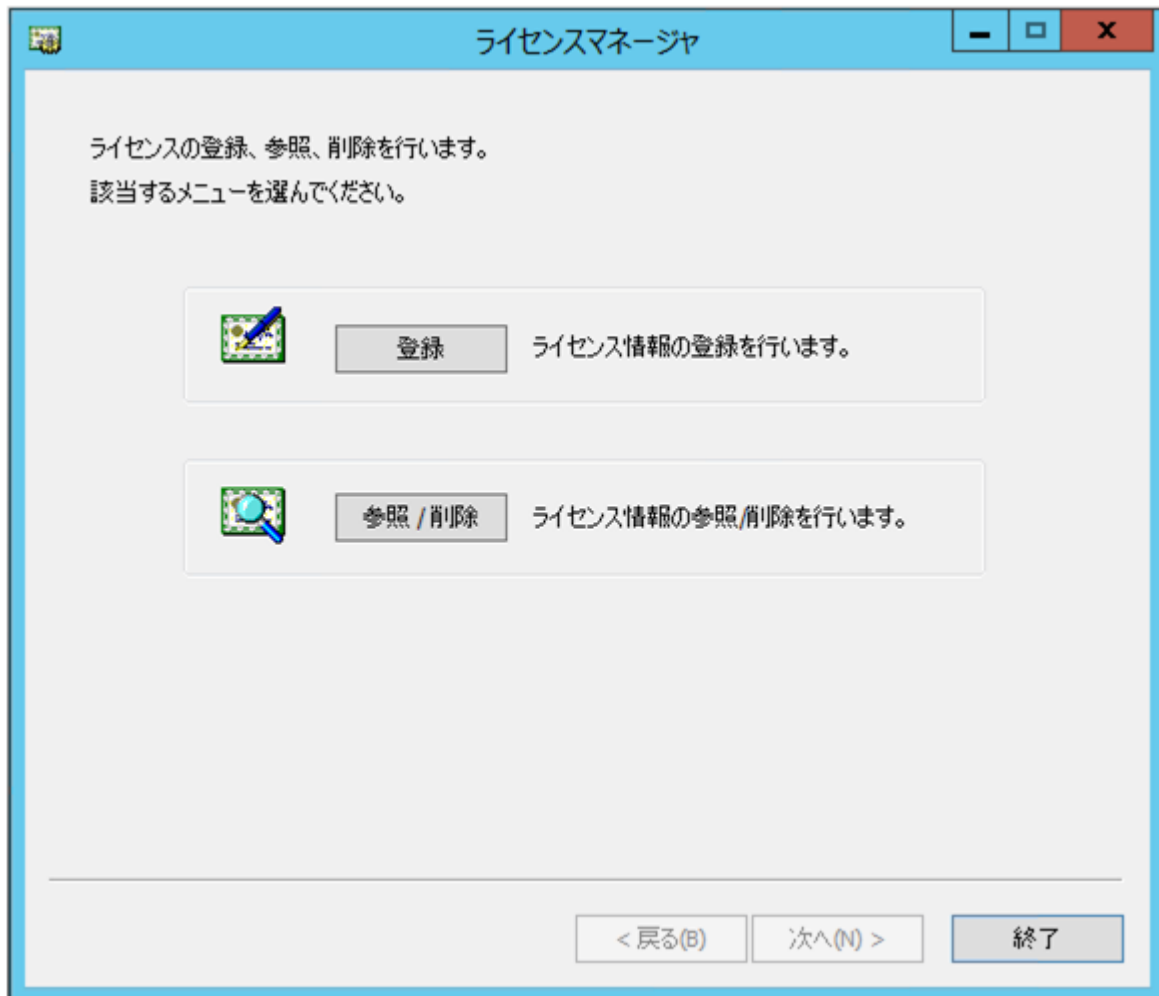 ライセンスマネージャ
ライセンスの登録、参照、削除を行います。
該当するメニューを選んでください。
登録 ライセンス情報の登録を行います。
参照 /削除 ライセンス情報の参照/削除を行います。
< 戻る(B) 次へ(N) > 終了